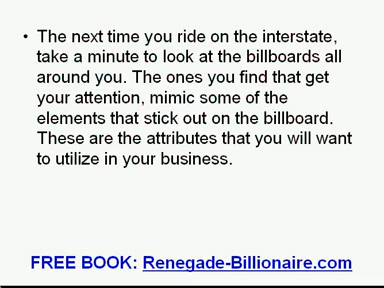 • The next time you ride on the interstate,
take a minute to look at the billboards all
around you. The ones you find that get
your attention, mimic some of the
elements that stick out on the billboard.
These are the attributes that you will want
to utilize in your business.
FREE BOOK: Renegade-Billionaire.com